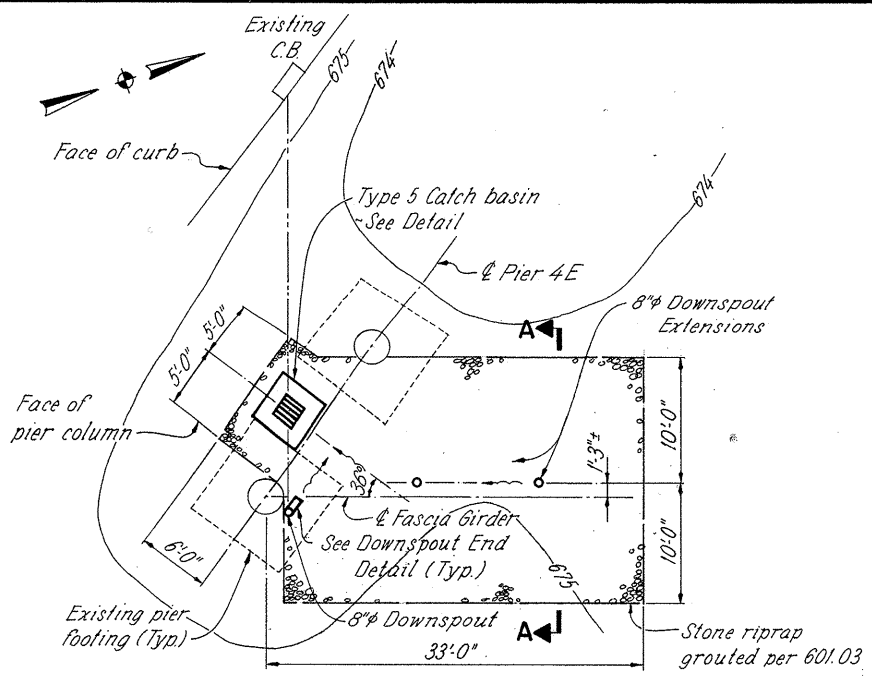 Existing
C.B.
675
674
Face of curb
Type 5 Catch basin
~See Detail
674
℄ Pier 4E
8"φ Downspout
Extensions
A
5'-0"
5'-0"
Face of
pier column
10'-0"
1'-3"±
36°
℄ Fascia Girder
See Downspout End
Detail (Typ.)
6'-0"
10'-0"
675
Existing pier
footing (Typ.)
8"φ Downspout
A
33'-0"
Stone riprap
grouted per 601.03